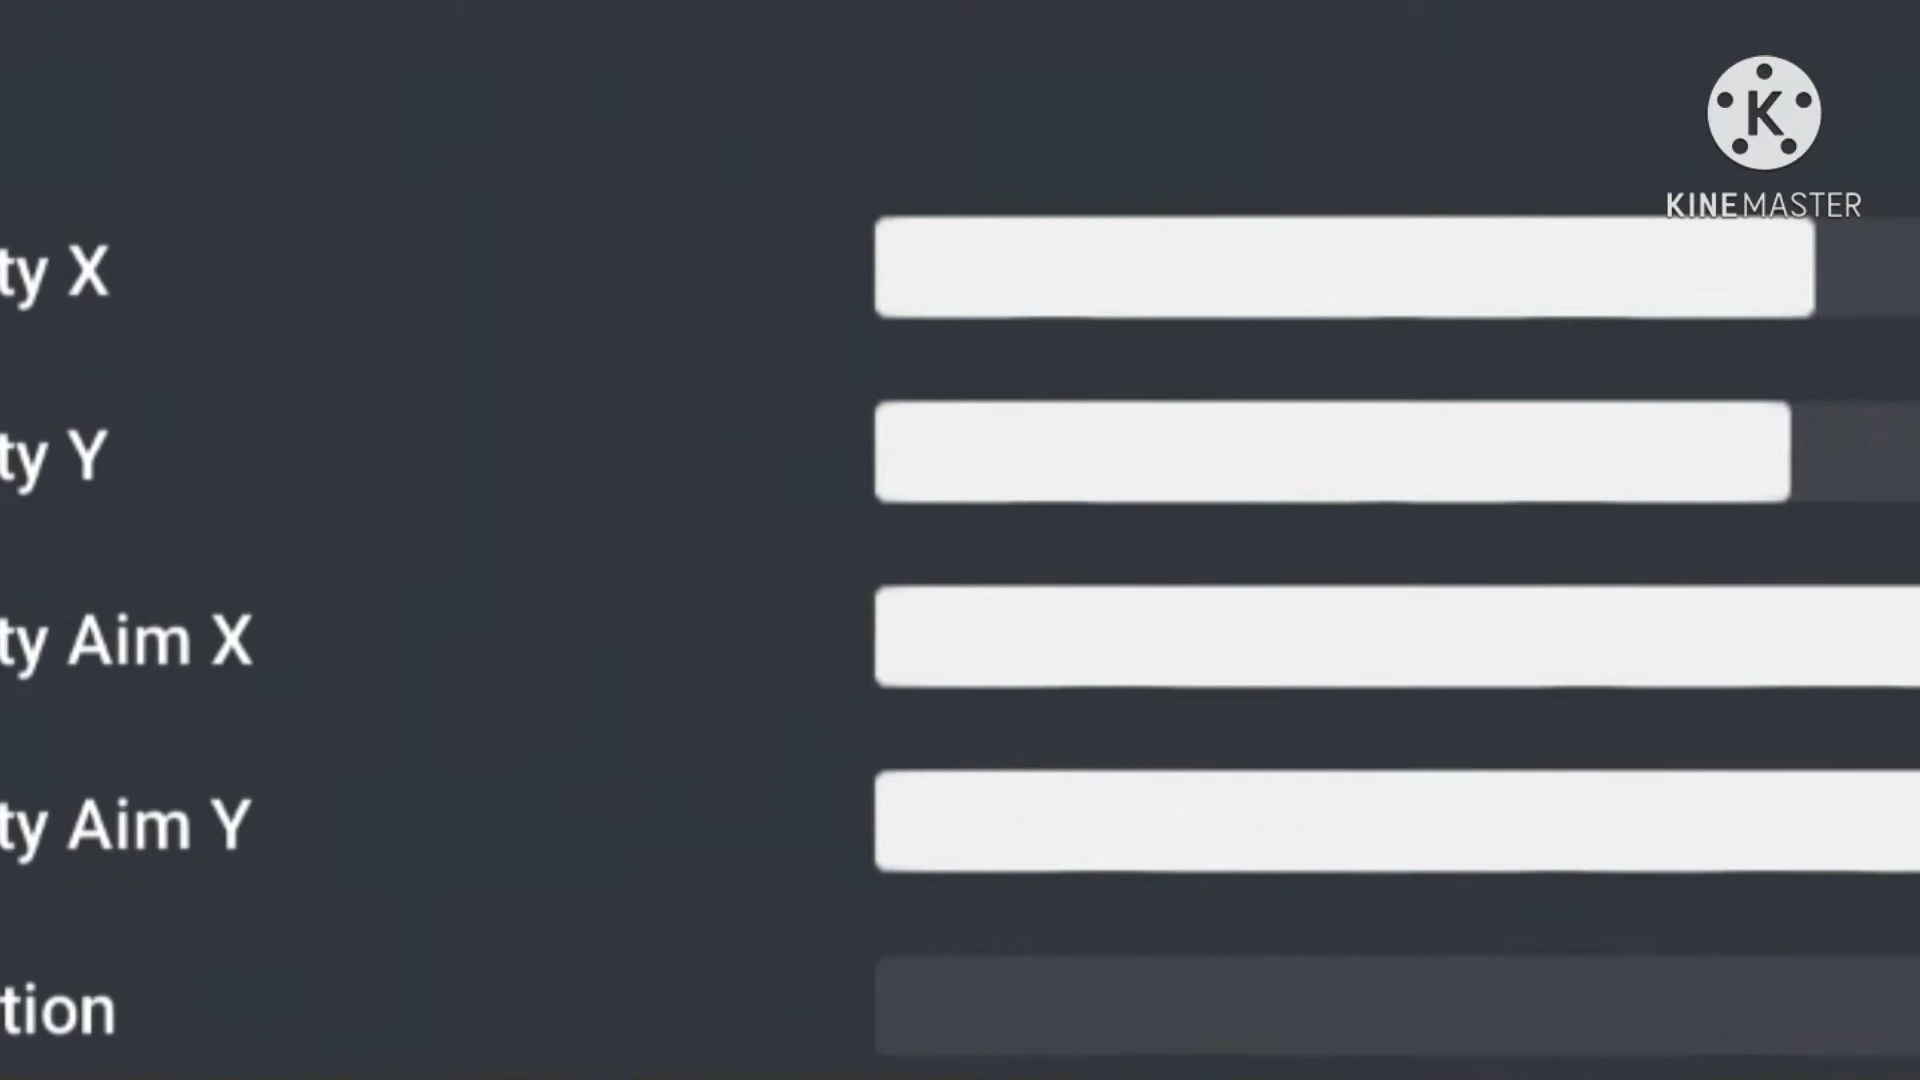 K
KINEMASTER
ty X
ty Y
ty Aim X
ty Aim Y
tion